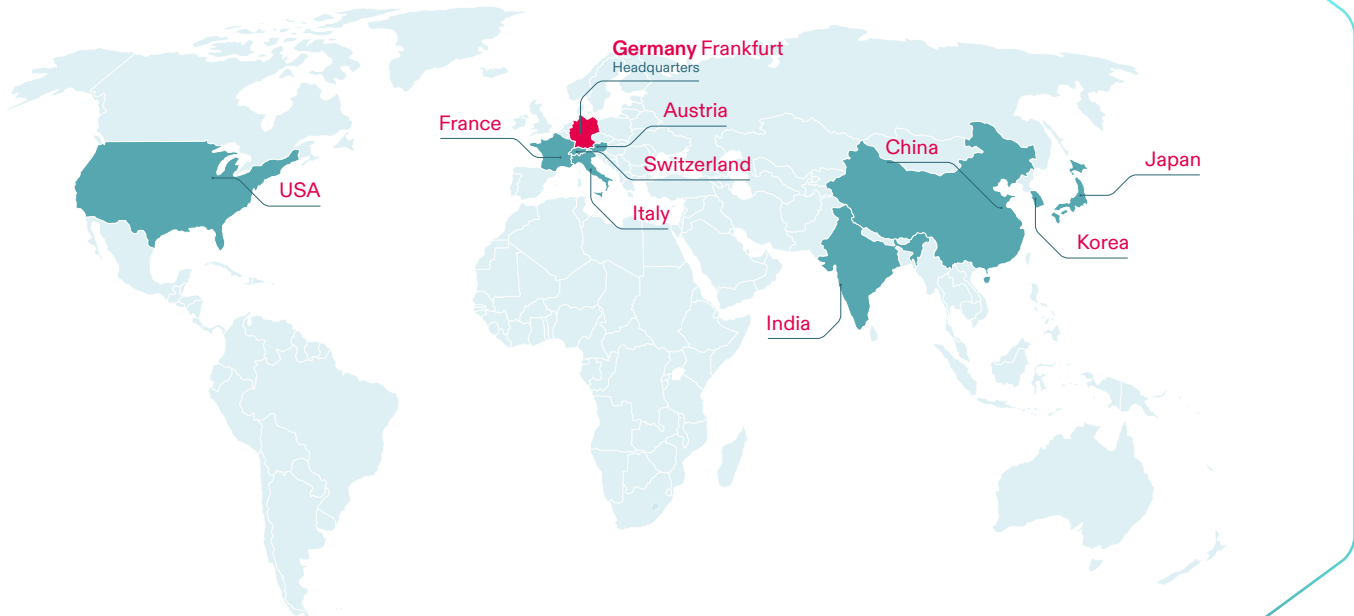 Germany Frankfurt
Headquarters
Austria
France
Switzerland
China
Japan
USA
Italy
Korea
India